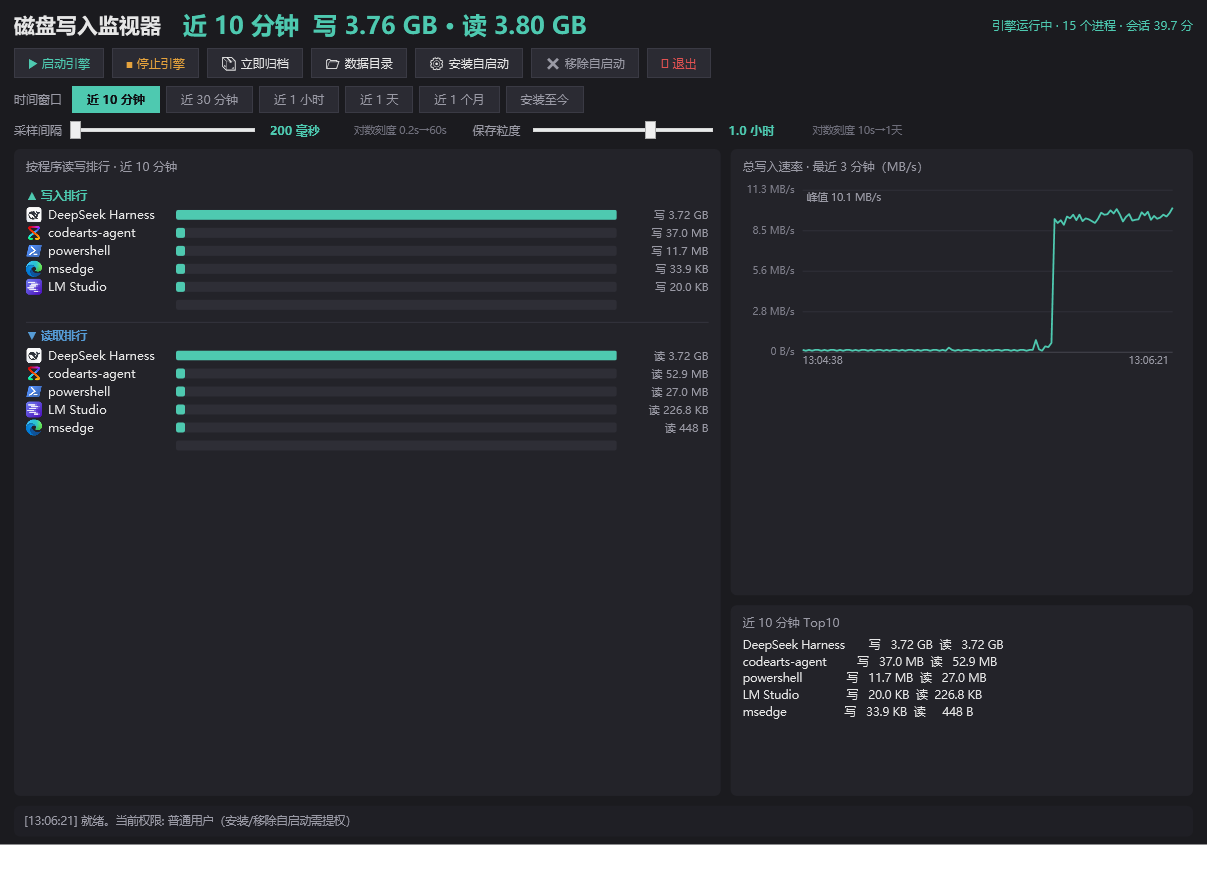 磁盘写入监视器 近 10 分钟 写 3.76 GB • 读 3.80 GB 引擎运行中 · 15 个进程 · 会话 39.7 分
▶ 启动引擎 ■ 停止引擎 立即归档 数据目录 安装自启动 移除自启动 退出
时间窗口 近 10 分钟 近 30 分钟 近 1 小时 近 1 天 近 1 个月 安装至今
采样间隔 200 毫秒 对数刻度 0.2s→60s 保存粒度 1.0 小时 对数刻度 10s→1天
按程序读写排行 · 近 10 分钟
▲ 写入排行
DeepSeek Harness 写 3.72 GB
codearts-agent 写 37.0 MB
powershell 写 11.7 MB
msedge 写 33.9 KB
LM Studio 写 20.0 KB
▼ 读取排行
DeepSeek Harness 读 3.72 GB
codearts-agent 读 52.9 MB
powershell 读 27.0 MB
LM Studio 读 226.8 KB
msedge 读 448 B
总写入速率 · 最近 3 分钟（MB/s）
11.3 MB/s
峰值 10.1 MB/s
8.5 MB/s
5.6 MB/s
2.8 MB/s
0 B/s
13:04:38 13:06:21
近 10 分钟 Top10
DeepSeek Harness 写 3.72 GB 读 3.72 GB
codearts-agent 写 37.0 MB 读 52.9 MB
powershell 写 11.7 MB 读 27.0 MB
LM Studio 写 20.0 KB 读 226.8 KB
msedge 写 33.9 KB 读 448 B
[13:06:21] 就绪。当前权限: 普通用户（安装/移除自启动需提权）